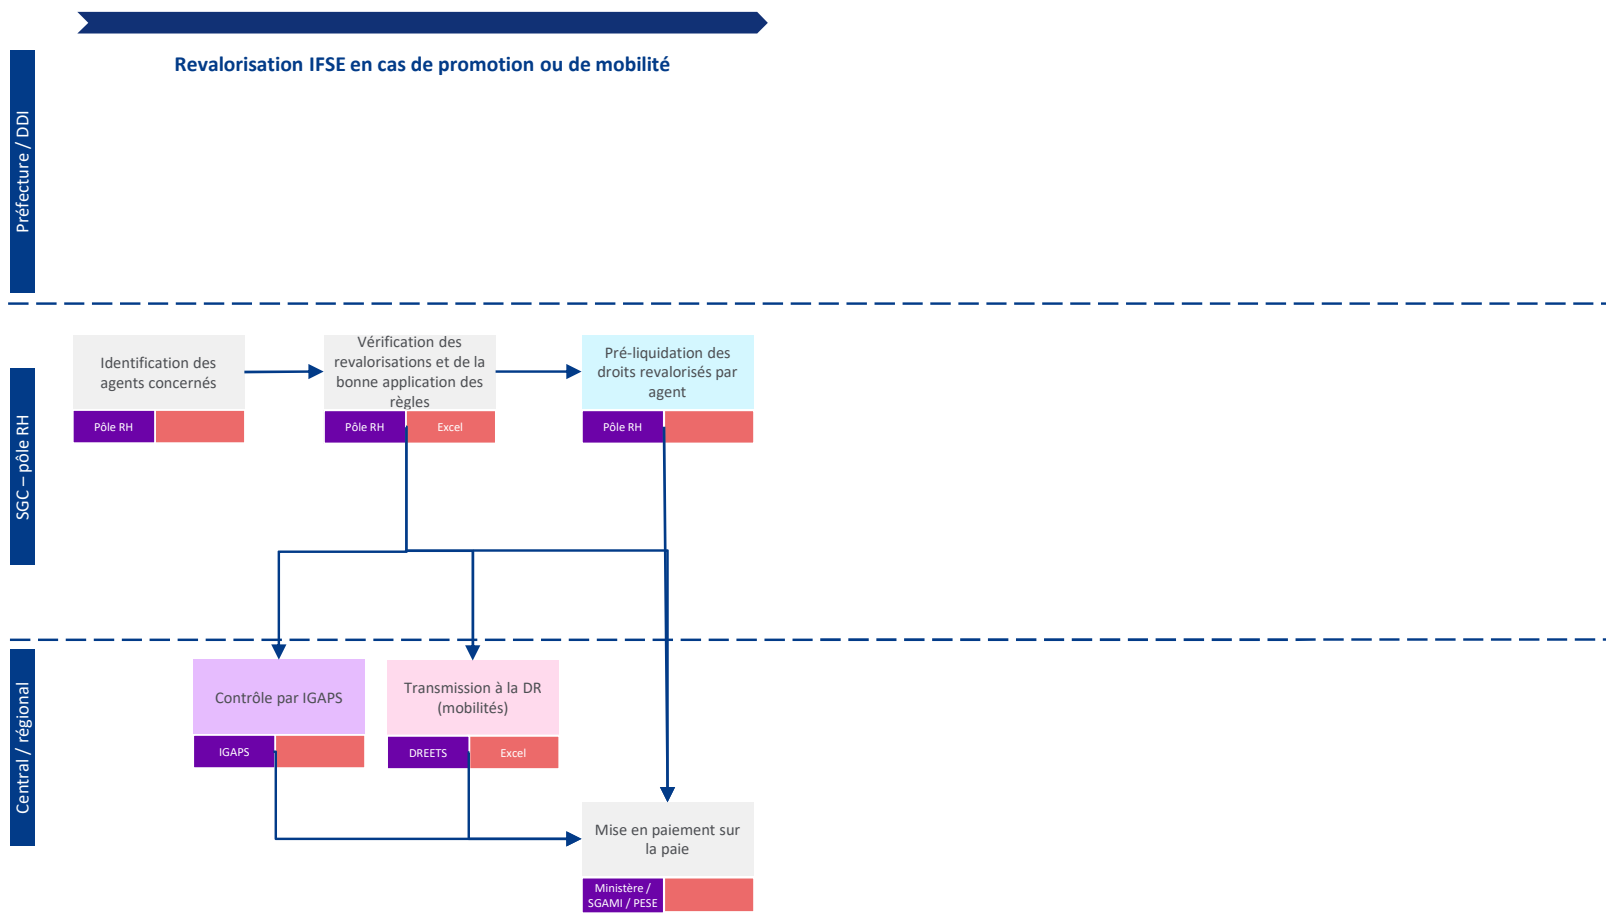 Revalorisation IFSE en cas de promotion ou de mobilité
Préfecture / DDI
SGC – pôle RH
Identification des
agents concernés
Pôle RH
Vérification des
revalorisations et de la
bonne application des
règles
Pôle RH
Excel
Pré-liquidation des
droits revalorisés par
agent
Pôle RH
Central / régional
Contrôle par IGAPS
IGAPS
Transmission à la DR
(mobilités)
DREETS
Excel
Mise en paiement sur
la paie
Ministère /
SGAMI / PESE